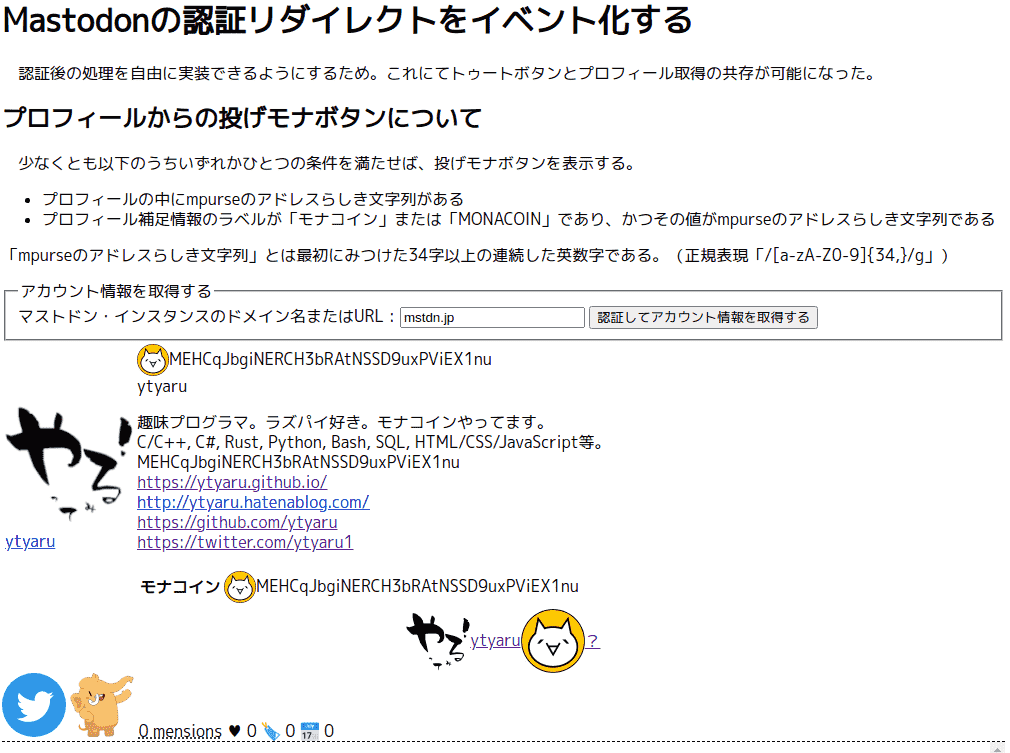 Mastodonの認証リダイレクトをイベント化する
認証後の処理を自由に実装できるようにするため。これにてトゥートボタンとプロフィール取得の共存が可能になった。
プロフィールからの投げモナボタンについて
少なくとも以下のうちいずれかひとつの条件を満たせば、投げモナボタンを表示する。
• プロフィールの中にmpurseのアドレスらしき文字列がある
• プロフィール補足情報のラベルが「モナコイン」または「MONACOIN」であり、かつその値がmpurseのアドレスらしき文字列である
「mpurseのアドレスらしき文字列」とは最初にみつけた34字以上の連続した英数字である。（正規表現「/[a-zA-Z0-9]{34,}/g」）
アカウント情報を取得する
マストドン・インスタンスのドメイン名またはURL： mstdn.jp 認証してアカウント情報を取得する
MEHCqJbgiNERCH3bRAtNSSD9uxPViEX1nu
ytyaru
趣味プログラマ。ラズパイ好き。モナコインやってます。
C/C++, C#, Rust, Python, Bash, SQL, HTML/CSS/JavaScript等。
MEHCqJbgiNERCH3bRAtNSSD9uxPViEX1nu
https://ytyaru.github.io/
http://ytyaru.hatenablog.com/
https://github.com/ytyaru
https://twitter.com/ytyaru1
やる!
てみ
ytyaru
モナコイン MEHCqJbgiNERCH3bRAtNSSD9uxPViEX1nu
やる!
ytyaru ？
0 mensions ♥ 0 0 17 0